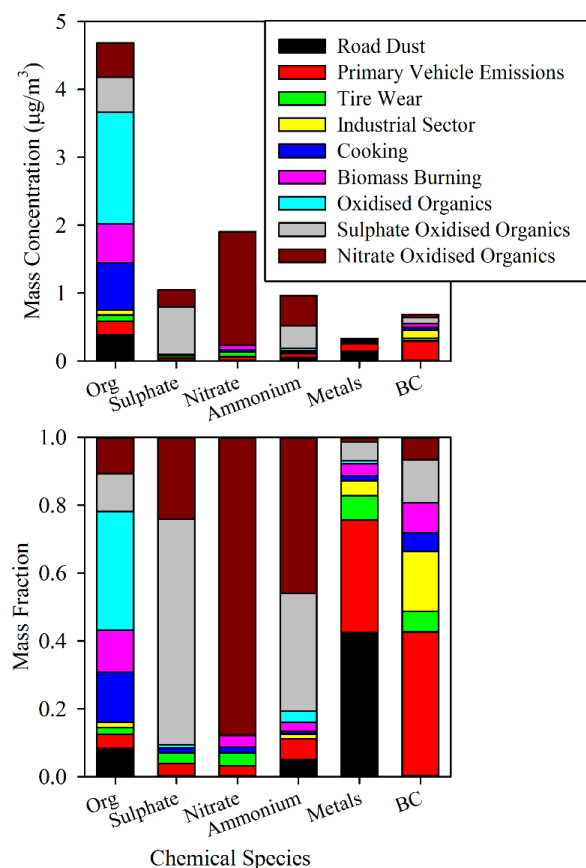 5
4
3
2
1
0
Mass Concentration (µg/m³)
Road Dust
Primary Vehicle Emissions
Tire Wear
Industrial Sector
Cooking
Biomass Burning
Oxidised Organics
Sulphate Oxidised Organics
Nitrate Oxidised Organics
Org
Sulphate
Nitrate
Ammonium
Metals
BC
1.0
0.8
0.6
0.4
0.2
0.0
Mass Fraction
Org
Sulphate
Nitrate
Ammonium
Metals
BC
Chemical Species